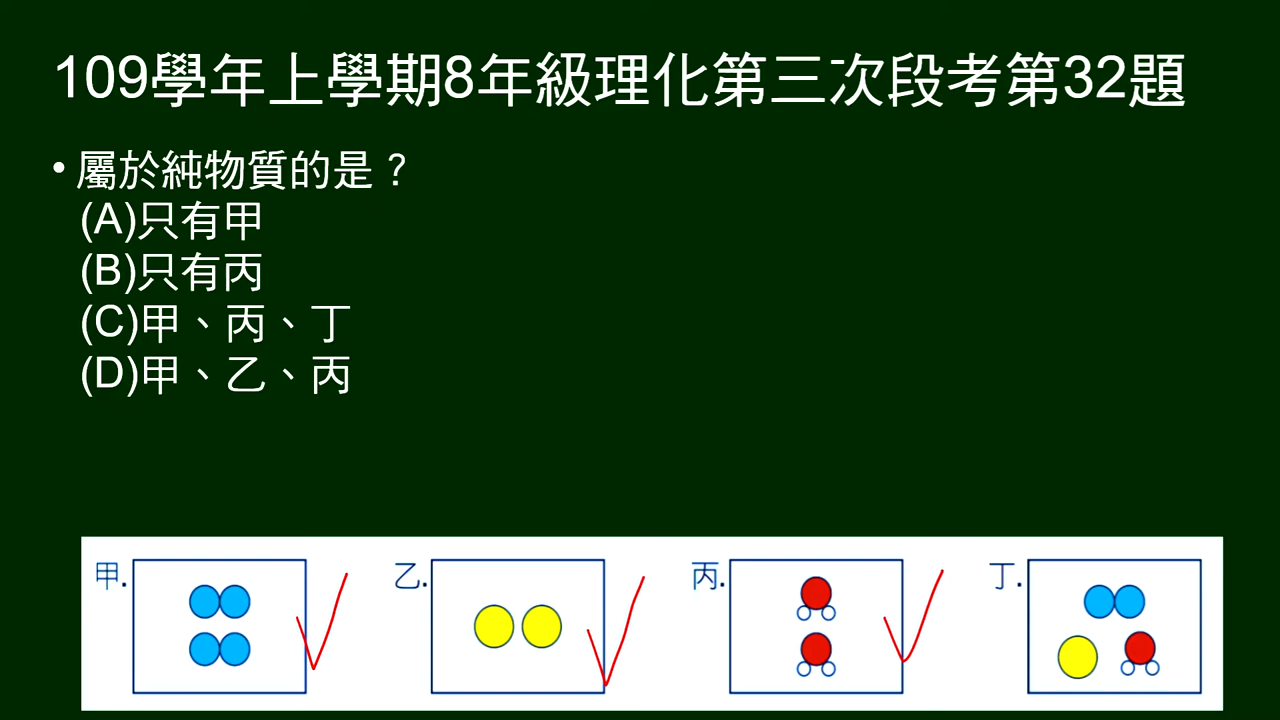 109學年上學期8年級理化第三次段考第32題
• 屬於純物質的是？
(A)只有甲
(B)只有丙
(C)甲、丙、丁
(D)甲、乙、丙
甲. 乙. 丙. 丁.